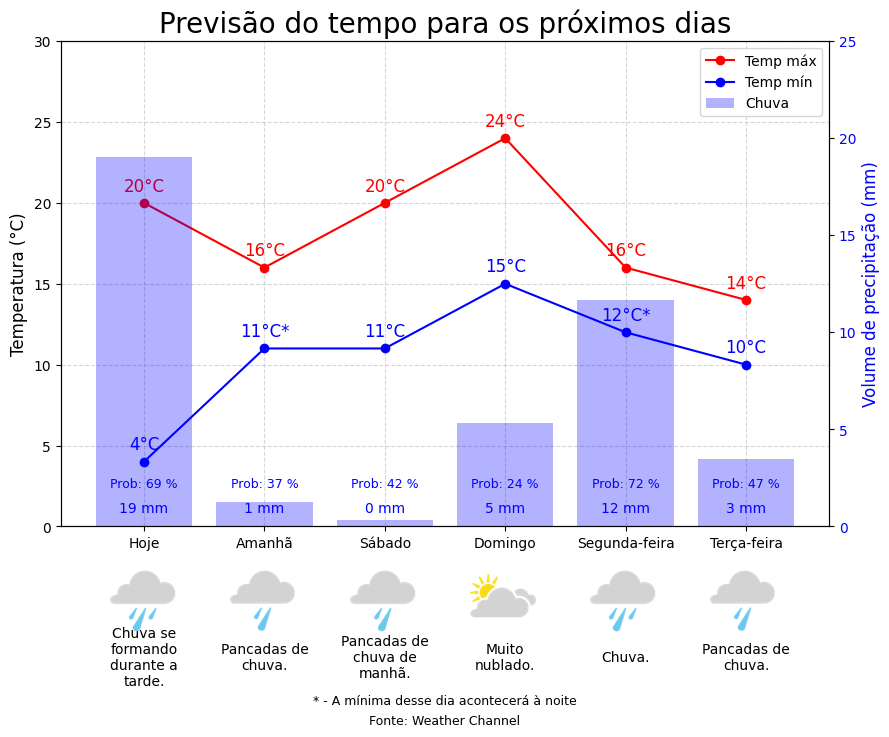 Previsão do tempo para os próximos dias
Temperatura (°C)
Volume de precipitação (mm)
30
25
20
15
10
5
0
25
20
15
10
5
0
Temp máx
Temp mín
Chuva
20°C
16°C
20°C
24°C
16°C
14°C
4°C
11°C*
11°C
15°C
12°C*
10°C
Prob: 69 %
Prob: 37 %
Prob: 42 %
Prob: 24 %
Prob: 72 %
Prob: 47 %
19 mm
1 mm
0 mm
5 mm
12 mm
3 mm
Hoje
Amanhã
Sábado
Domingo
Segunda-feira
Terça-feira
Chuva se
formando
durante a
tarde.
Pancadas de
chuva.
Pancadas de
chuva de
manhã.
Muito
nublado.
Chuva.
Pancadas de
chuva.
* - A mínima desse dia acontecerá à noite
Fonte: Weather Channel